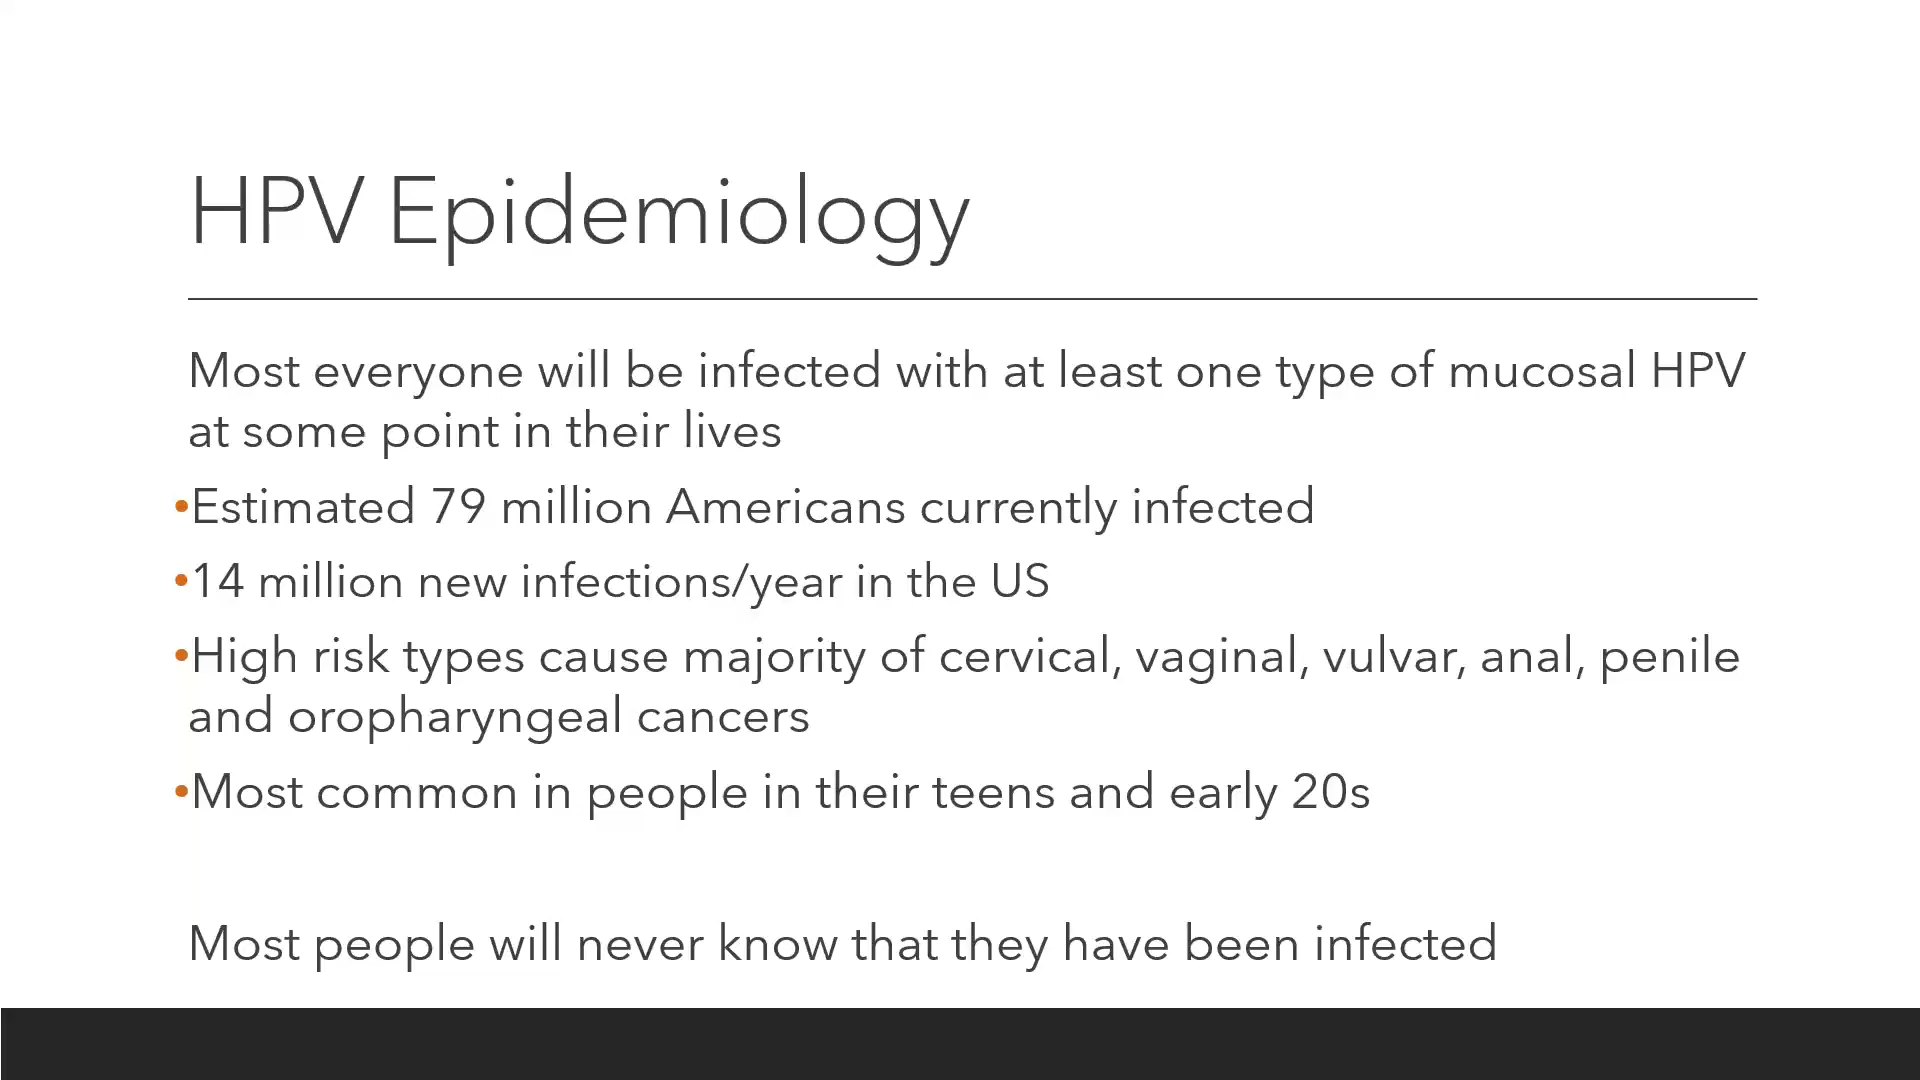 HPV Epidemiology
Most everyone will be infected with at least one type of mucosal HPV
at some point in their lives
•Estimated 79 million Americans currently infected
•14 million new infections/year in the US
•High risk types cause majority of cervical, vaginal, vulvar, anal, penile
and oropharyngeal cancers
•Most common in people in their teens and early 20s
Most people will never know that they have been infected